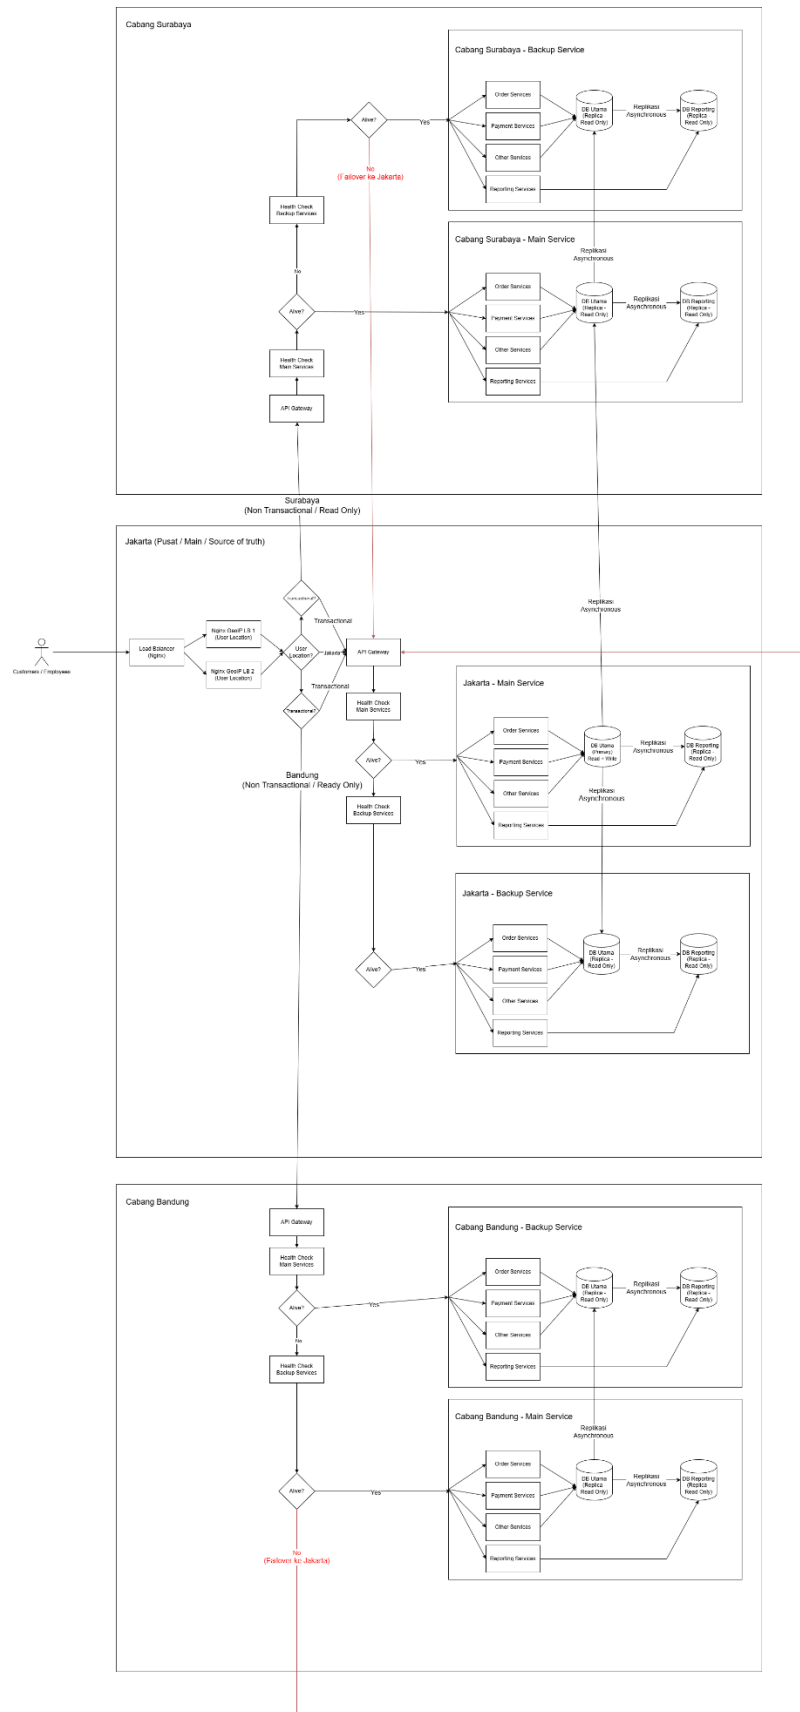 Cabang Surabaya
Cabang Surabaya - Backup Service
Order Services
Payment Services
Other Services
Reporting Services
DB Utama
(Replica -
Read Only)
Replikasi
Asynchronous
DB Reporting
(Replica -
Read Only)
Alive?
Yes
No
(Failover ke Jakarta)
Health Check
Backup Services
No
Cabang Surabaya - Main Service
Replikasi
Asynchronous
Order Services
Payment Services
Other Services
Reporting Services
DB Utama
(Replica -
Read Only)
Replikasi
Asynchronous
DB Reporting
(Replica -
Read Only)
Alive?
Yes
Health Check
Main Services
API Gateway
Surabaya
(Non Transactional / Read Only)
Jakarta (Pusat / Main / Source of truth)
Replikasi
Asynchronous
Transactional?
Transactional
Customers / Employees
Load Balancer
(Nginx)
Nginx GeoIP LB 1
(User Location)
Nginx GeoIP LB 2
(User Location)
User
Location?
Jakarta
API Gateway
Transactional
Transactional?
Health Check
Main Services
Alive?
Yes
Bandung
(Non Transactional / Ready Only)
Health Check
Backup Services
Jakarta - Main Service
Order Services
Payment Services
Other Services
Reporting Services
DB Utama
(Primary)
Read + Write
Replikasi
Asynchronous
DB Reporting
(Replica -
Read Only)
Replikasi
Asynchronous
Jakarta - Backup Service
Order Services
Payment Services
Other Services
Reporting Services
DB Utama
(Replica -
Read Only)
Replikasi
Asynchronous
DB Reporting
(Replica -
Read Only)
Alive?
Yes
Cabang Bandung
API Gateway
Health Check
Main Services
Alive?
Yes
No
Health Check
Backup Services
Cabang Bandung - Backup Service
Order Services
Payment Services
Other Services
Reporting Services
DB Utama
(Replica -
Read Only)
Replikasi
Asynchronous
DB Reporting
(Replica -
Read Only)
Cabang Bandung - Main Service
Replikasi
Asynchronous
Order Services
Payment Services
Other Services
Reporting Services
DB Utama
(Replica -
Read Only)
Replikasi
Asynchronous
DB Reporting
(Replica -
Read Only)
Alive?
Yes
No
(Failover ke Jakarta)